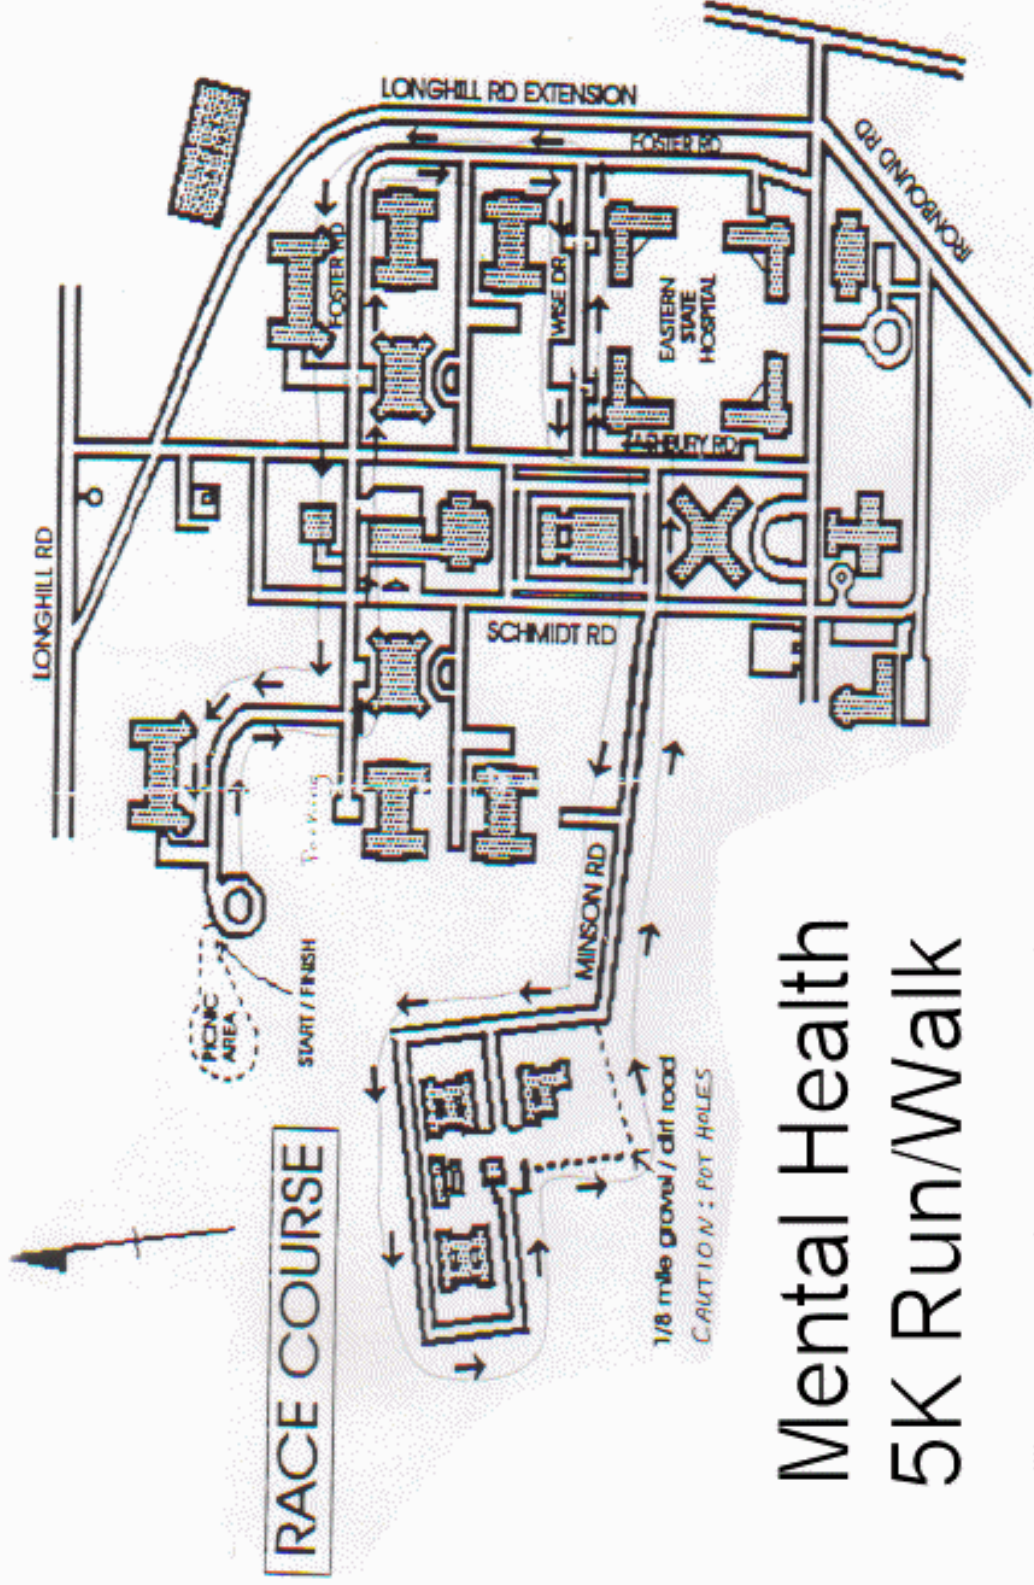 RACE COURSE
PICNIC
AREA
START / FINISH
LONGHILL RD
LONGHILL RD EXTENSION
FOSTER RD
FOSTER RD
IRONBOUND RD
WISE DR
EASTERN
STATE
HOSPITAL
SCHMIDT RD
MINSON RD
1/8 mile gravel / dirt road
CAUTION : POT HOLES
Mental Health
5K Run/Walk